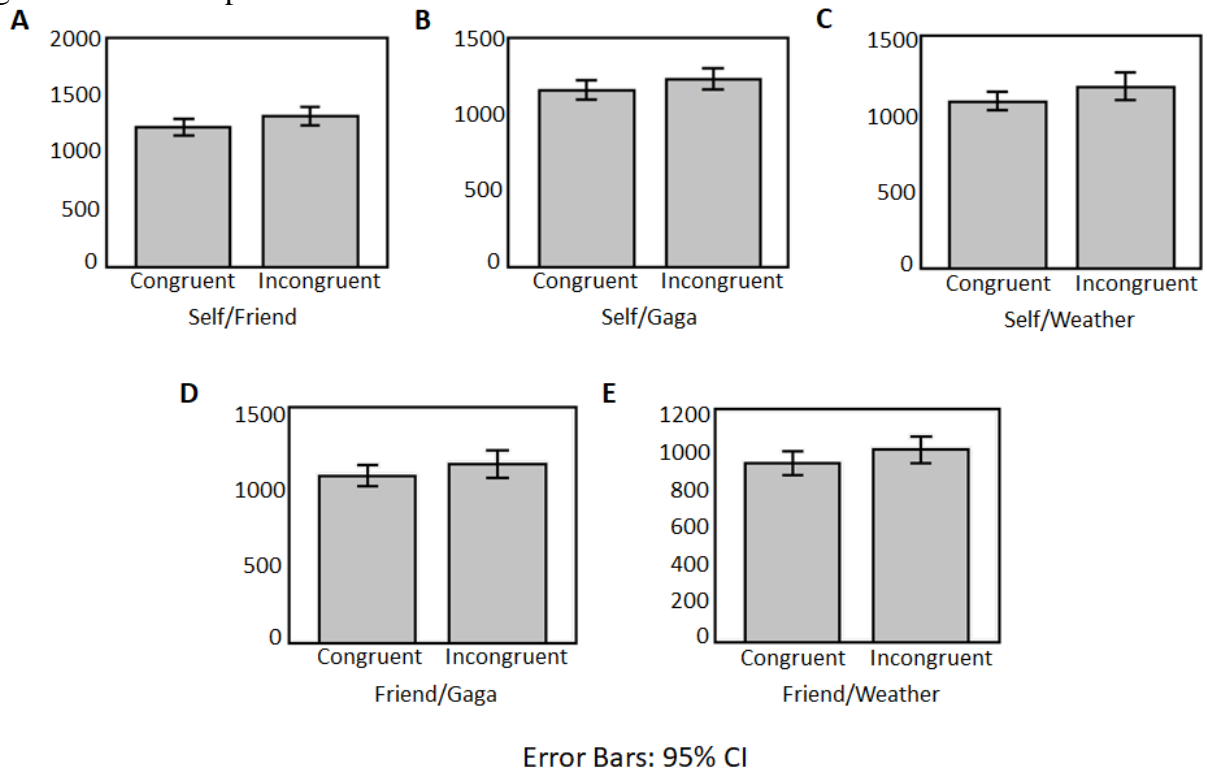 A
2000
1500
1000
500
0
Congruent Incongruent
Self/Friend
B
1500
1000
500
0
Congruent Incongruent
Self/Gaga
C
1500
1000
500
0
Congruent Incongruent
Self/Weather
D
1500
1000
500
0
Congruent Incongruent
Friend/Gaga
E
1200
1000
800
600
400
200
0
Congruent Incongruent
Friend/Weather
Error Bars: 95% CI